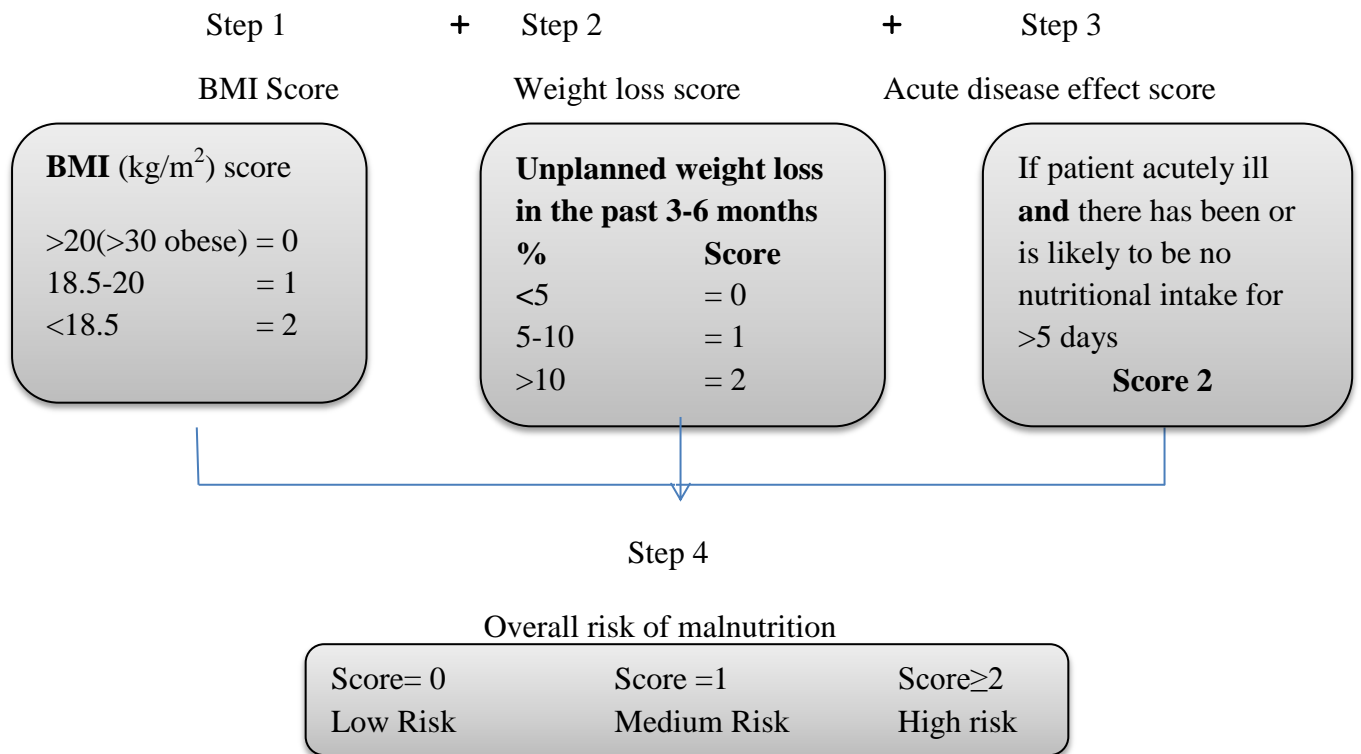 Step 1 + Step 2 + Step 3
BMI Score Weight loss score Acute disease effect score
BMI (kg/m²) score
>20(>30 obese) = 0
18.5-20 = 1
<18.5 = 2
Unplanned weight loss
in the past 3-6 months
% Score
<5 = 0
5-10 = 1
>10 = 2
If patient acutely ill
and there has been or
is likely to be no
nutritional intake for
>5 days
Score 2
Step 4
Overall risk of malnutrition
Score= 0 Score =1 Score≥2
Low Risk Medium Risk High risk